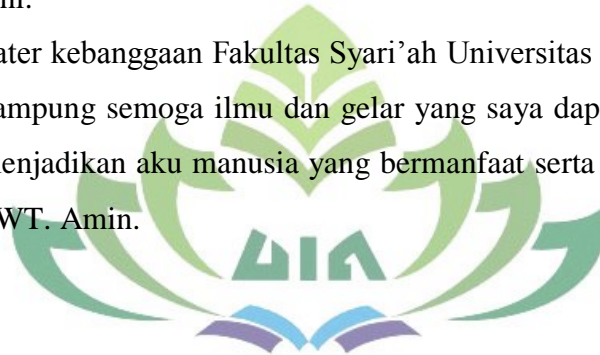 ater kebanggaan Fakultas Syari’ah Universitas
ampung semoga ilmu dan gelar yang saya dap
enjadikan aku manusia yang bermanfaat serta
WT. Amin.
UIN